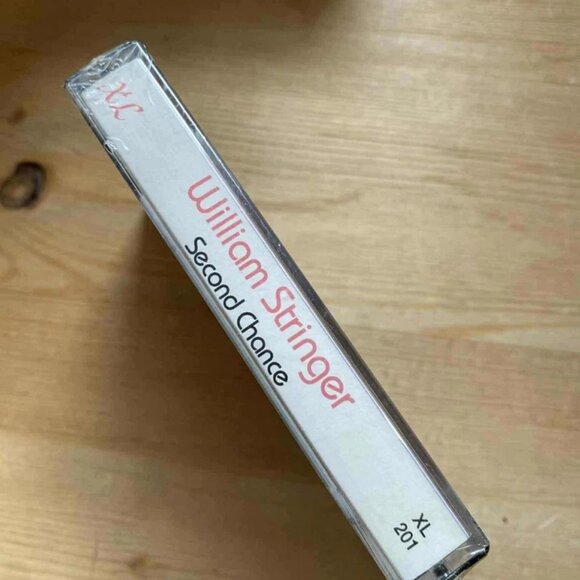 XL
William Stringer
Second Chance
XL
201